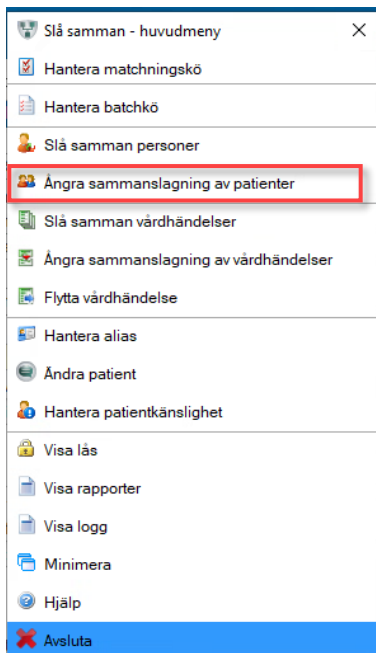 Slå samman - huvudmeny
Hantera matchningskö
Hantera batchkö
Slå samman personer
Ångra sammanslagning av patienter
Slå samman vårdhändelser
Ångra sammanslagning av vårdhändelser
Flytta vårdhändelse
Hantera alias
Ändra patient
Hantera patientkänslighet
Visa lås
Visa rapporter
Visa logg
Minimera
Hjälp
Avsluta